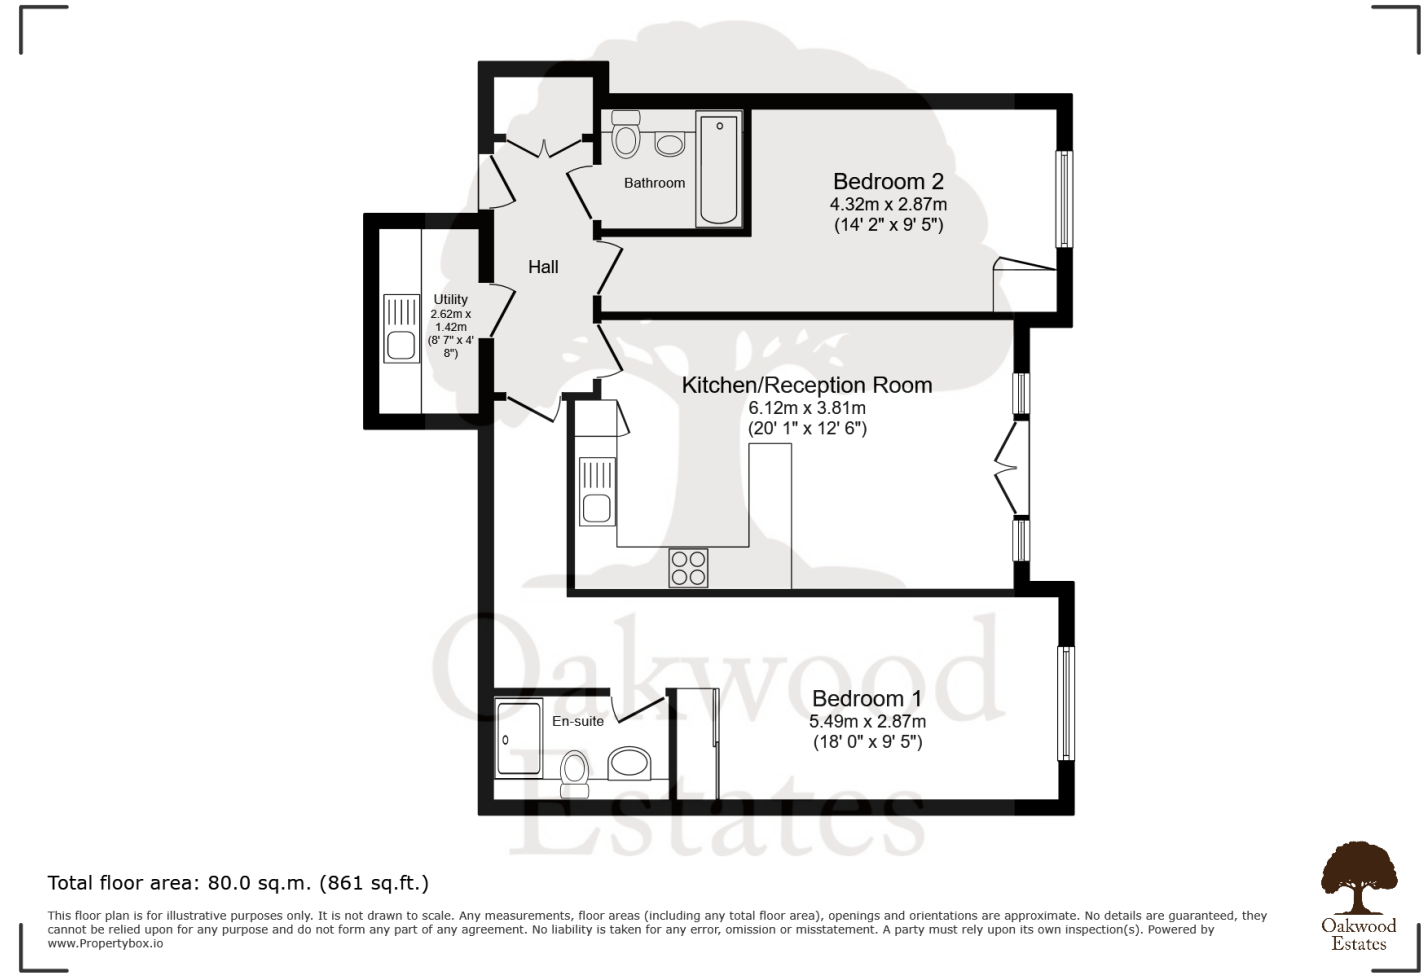 Bathroom
Bedroom 2
4.32m x 2.87m
(14' 2" x 9' 5")
Hall
Utility
2.62m x
1.42m
(8' 7" x 4'
8")
Kitchen/Reception Room
6.12m x 3.81m
(20' 1" x 12' 6")
Oakwood
Estates
Bedroom 1
5.49m x 2.87m
(18' 0" x 9' 5")
En-suite
Total floor area: 80.0 sq.m. (861 sq.ft.)
This floor plan is for illustrative purposes only. It is not drawn to scale. Any measurements, floor areas (including any total floor area), openings and orientations are approximate. No details are guaranteed, they
cannot be relied upon for any purpose and do not form any part of any agreement. No liability is taken for any error, omission or misstatement. A party must rely upon its own inspection(s). Powered by
www.Propertybox.io
Oakwood
Estates